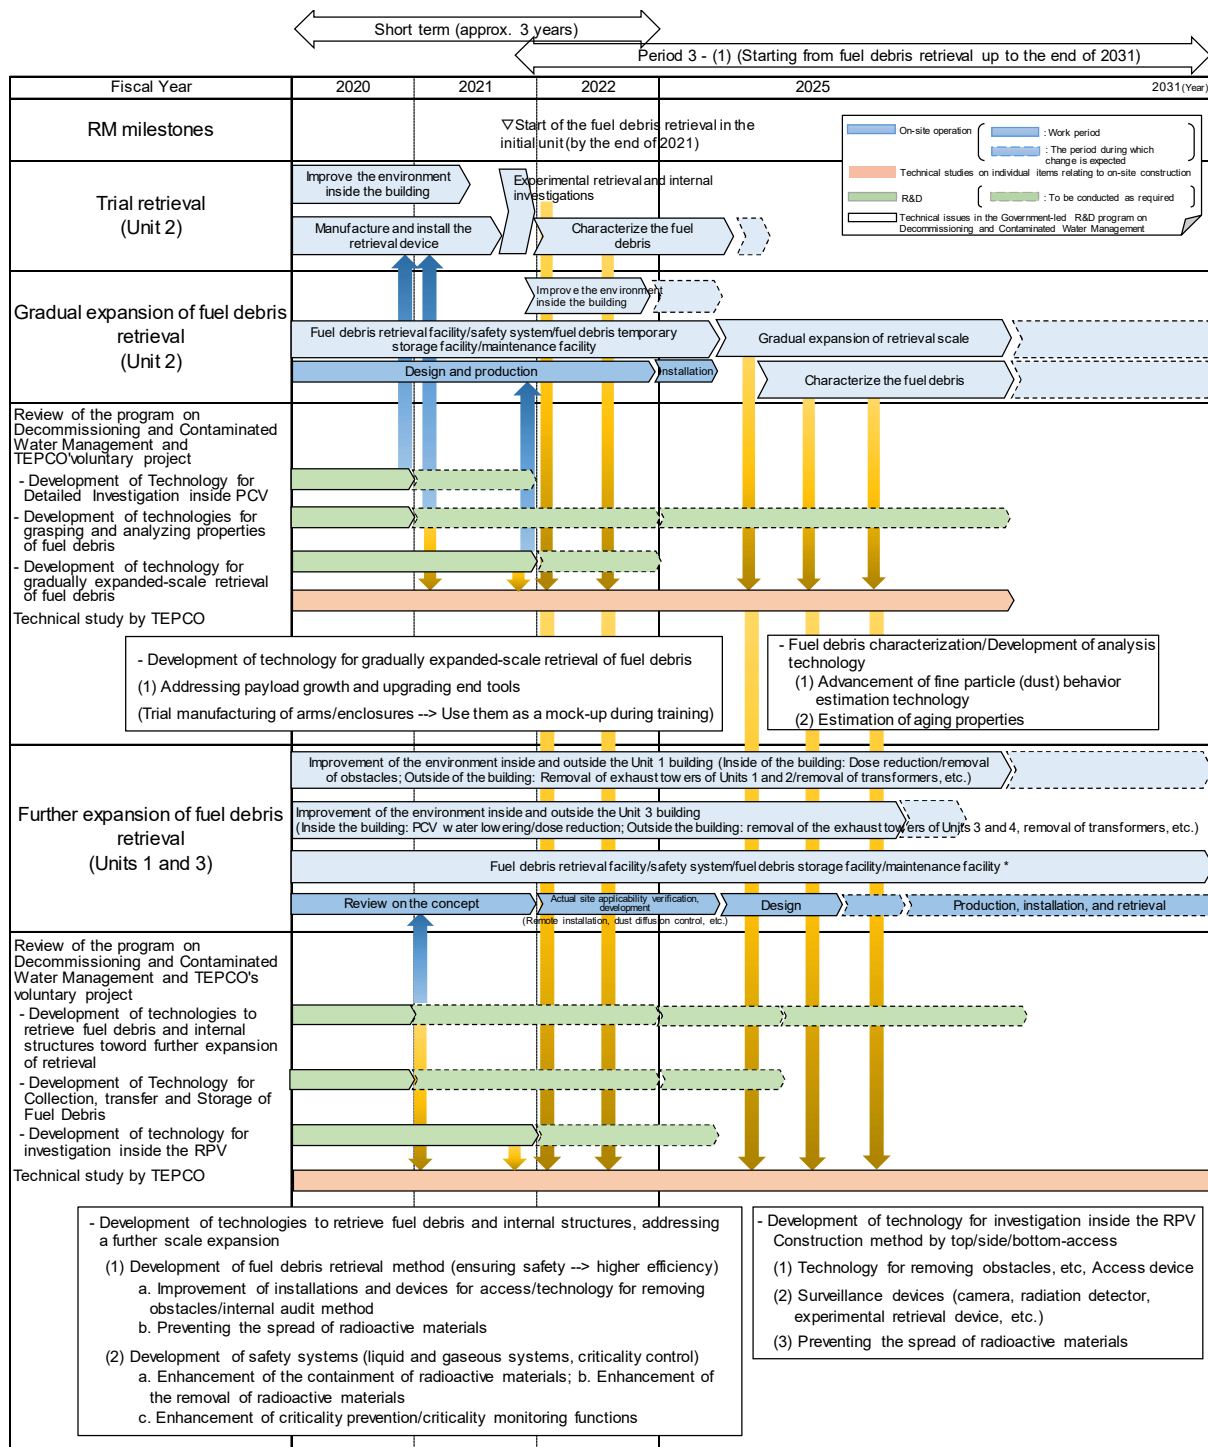 Short term (approx. 3 years)
Period 3 - (1) (Starting from fuel debris retrieval up to the end of 2031)
Fiscal Year
2020
2021
2022
2025
2031(Year)
RM milestones
▽Start of the fuel debris retrieval in the
initial unit (by the end of 2021)
On-site operation
: Work period
: The period during which
change is expected
Technical studies on individual items relating to on-site construction
R&D
: To be conducted as required
Technical issues in the Government-led R&D program on
Decommissioning and Contaminated Water Management
Trial retrieval
(Unit 2)
Improve the environment
inside the building
Experimental retrieval and internal
investigations
Manufacture and install the
retrieval device
Characterize the fuel
debris
Gradual expansion of fuel debris
retrieval
(Unit 2)
Improve the environment
inside the building
Fuel debris retrieval facility/safety system/fuel debris temporary
storage facility/maintenance facility
Gradual expansion of retrieval scale
Design and production
Installation
Characterize the fuel debris
Review of the program on
Decommissioning and Contaminated
Water Management and
TEPCO'voluntary project
- Development of Technology for
Detailed Investigation inside PCV
- Development of technologies for
grasping and analyzing properties
of fuel debris
- Development of technology for
gradually expanded-scale retrieval
of fuel debris
Technical study by TEPCO
- Development of technology for gradually expanded-scale retrieval of fuel debris
(1) Addressing payload growth and upgrading end tools
(Trial manufacturing of arms/enclosures --> Use them as a mock-up during training)
- Fuel debris characterization/Development of analysis
technology
(1) Advancement of fine particle (dust) behavior
estimation technology
(2) Estimation of aging properties
Further expansion of fuel debris
retrieval
(Units 1 and 3)
Improvement of the environment inside and outside the Unit 1 building (Inside of the building: Dose reduction/removal
of obstacles; Outside of the building: Removal of exhaust towers of Units 1 and 2/removal of transformers, etc.)
Improvement of the environment inside and outside the Unit 3 building
(Inside the building: PCV water lowering/dose reduction; Outside the building: removal of the exhaust towers of Units 3 and 4, removal of transformers, etc.)
Fuel debris retrieval facility/safety system/fuel debris storage facility/maintenance facility *
Review on the concept
Actual site applicability verification,
development
(Remote installation, dust diffusion control, etc.)
Design
Production, installation, and retrieval
Review of the program on
Decommissioning and Contaminated
Water Management and TEPCO's
voluntary project
- Development of technologies to
retrieve fuel debris and internal
structures toward further expansion
of retrieval
- Development of Technology for
Collection, transfer and Storage of
Fuel Debris
- Development of technology for
investigation inside the RPV
Technical study by TEPCO
- Development of technologies to retrieve fuel debris and internal structures, addressing
a further scale expansion
(1) Development of fuel debris retrieval method (ensuring safety --> higher efficiency)
a. Improvement of installations and devices for access/technology for removing
obstacles/internal audit method
b. Preventing the spread of radioactive materials
(2) Development of safety systems (liquid and gaseous systems, criticality control)
a. Enhancement of the containment of radioactive materials; b. Enhancement of
the removal of radioactive materials
c. Enhancement of criticality prevention/criticality monitoring functions
- Development of technology for investigation inside the RPV
Construction method by top/side/bottom-access
(1) Technology for removing obstacles, etc, Access device
(2) Surveillance devices (camera, radiation detector,
experimental retrieval device, etc.)
(3) Preventing the spread of radioactive materials